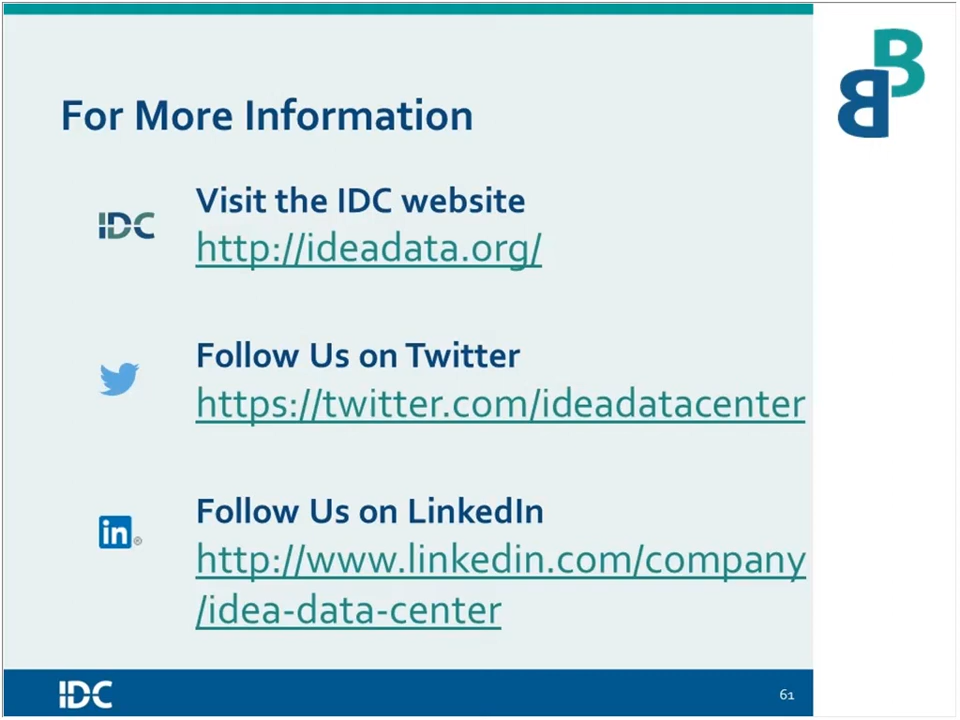 For More Information
Visit the IDC website
IDC
http://ideadata.org/
Follow Us on Twitter
https://twitter.com/ideadatacenter
Follow Us on LinkedIn
in®
http://www.linkedin.com/company
/idea-data-center
IDC
61
B
B